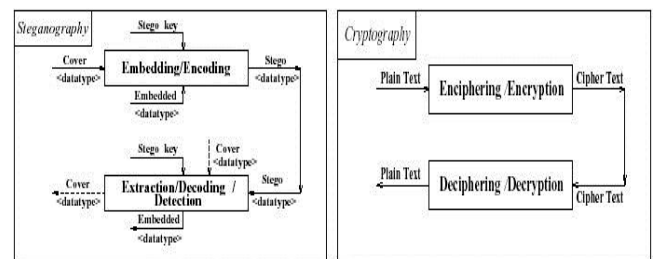 Steganography
Stego key
Cover
<datatype>
Embedding/Encoding
Stego
<datatype>
Embedded
<datatype>
Stego key
Cover
<datatype>
Cover
<datatype>
Extraction/Decoding /
Detection
Stego
<datatype>
Embedded
<datatype>
Cryptography
Plain Text
Enciphering /Encryption
Cipher Text
Plain Text
Deciphering /Decryption
Cipher Text